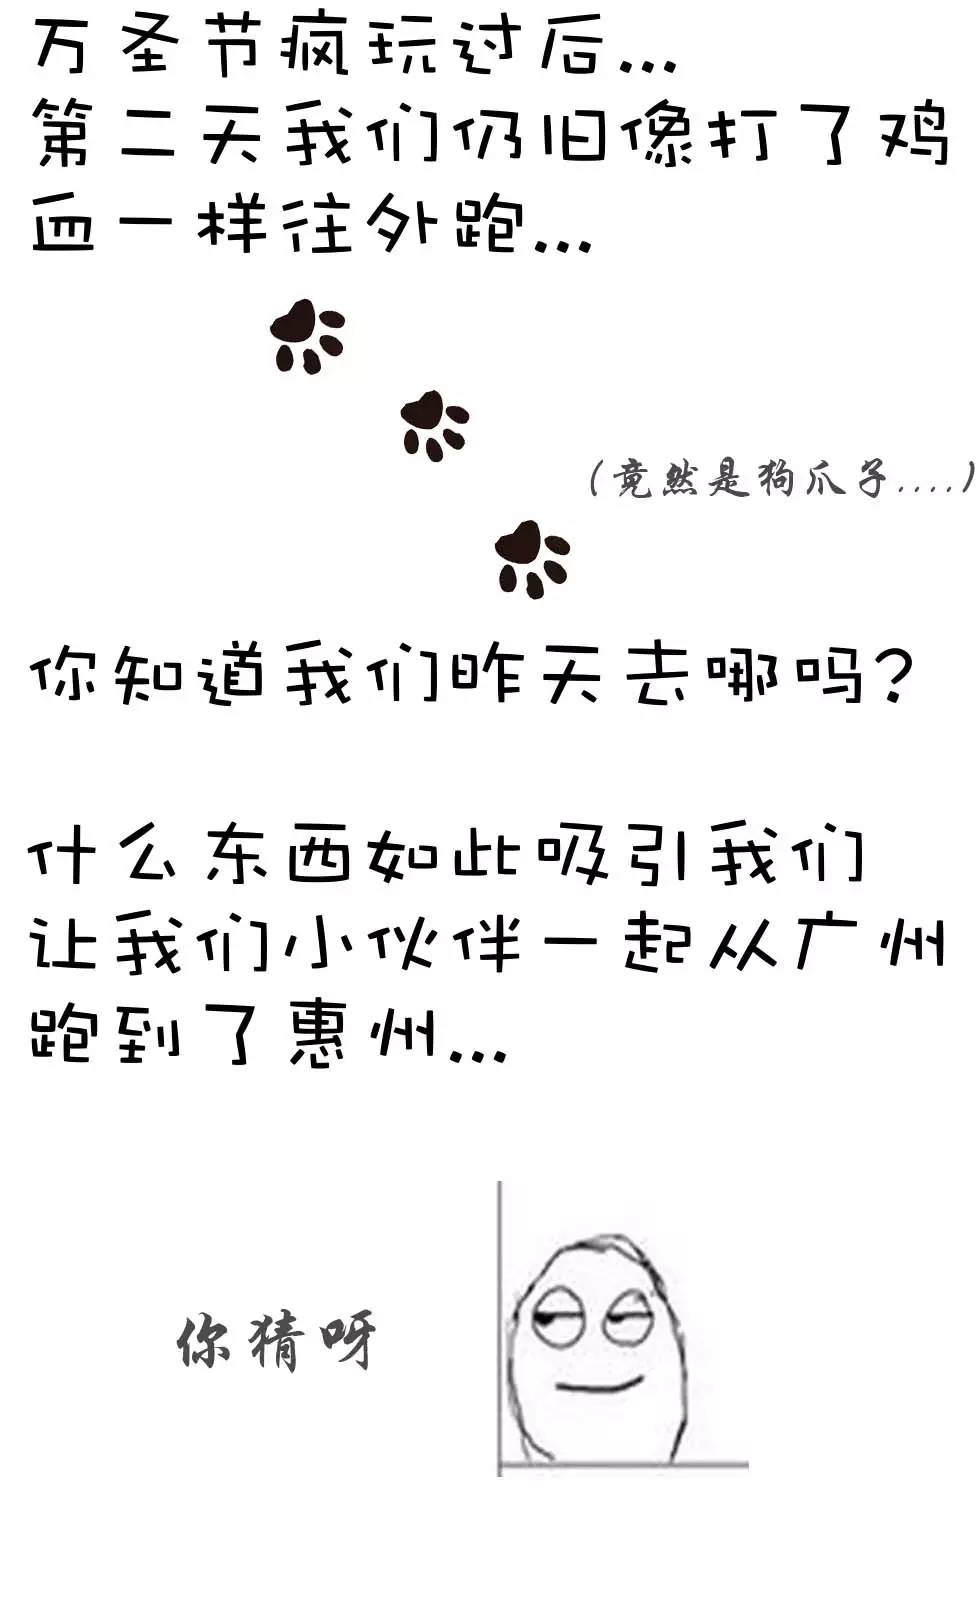 万圣节疯玩过后...
第二天我们仍旧像打了鸡
血一样往外跑...
(竟然是狗爪子....)
你知道我们昨天去哪吗?
什么东西如此吸引我们
让我们小伙伴一起从广州
跑到了惠州...
你猜呀